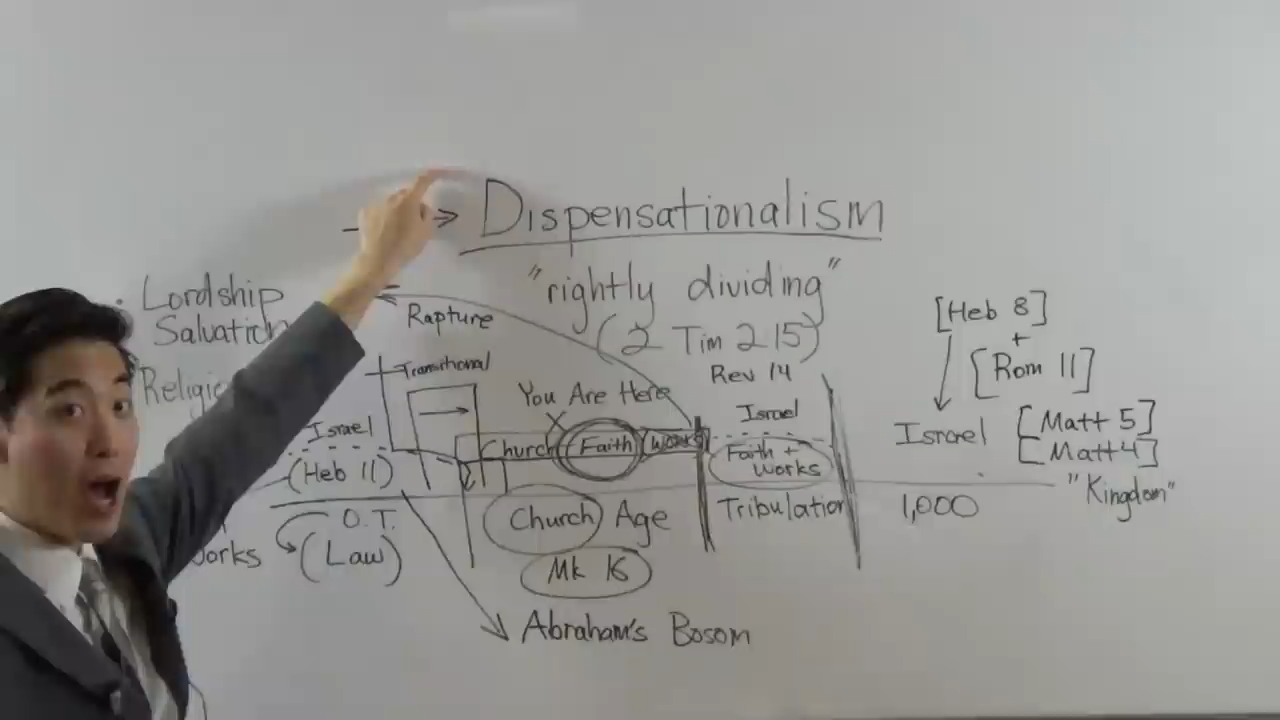 Dispensationalism
"rightly dividing"
(2 Tim 2 15)
Lordship
Salvation
Rapture
Transitional
You Are Here
Rev 14
Israel
[Heb 8]
+
[Rom 11]
Israel
[Matt 5]
[Matt 4]
"Kingdom"
1,000
Israel
(Heb 11)
O.T.
(Law)
Church Faith Works
Faith +
Works
Church Age
Tribulation
Mk 16
Abraham's Bosom